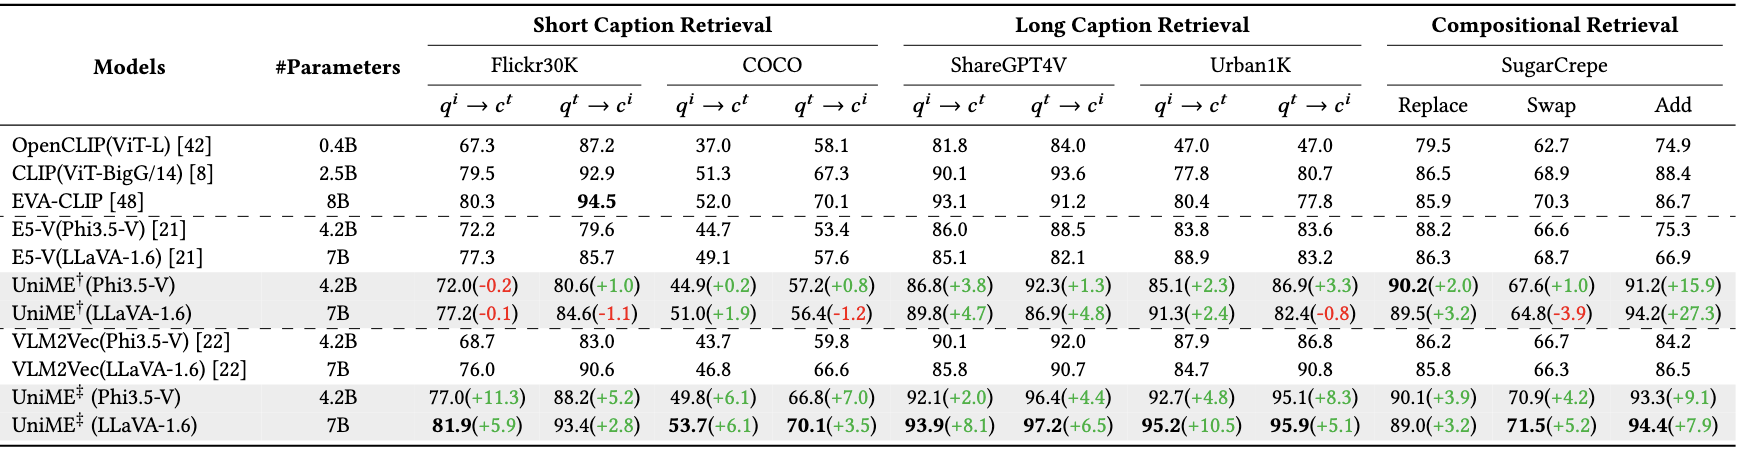 Short Caption Retrieval Long Caption Retrieval Compositional Retrieval
Models #Parameters Flickr30K COCO ShareGPT4V Urban1K SugarCrepe
qⁱ → cᵗ qᵗ → cⁱ qⁱ → cᵗ qᵗ → cⁱ qⁱ → cᵗ qᵗ → cⁱ qⁱ → cᵗ qᵗ → cⁱ Replace Swap Add
OpenCLIP(ViT-L) [42] 0.4B 67.3 87.2 37.0 58.1 81.8 84.0 47.0 47.0 79.5 62.7 74.9
CLIP(ViT-BigG/14) [8] 2.5B 79.5 92.9 51.3 67.3 90.1 93.6 77.8 80.7 86.5 68.9 88.4
EVA-CLIP [48] 8B 80.3 94.5 52.0 70.1 93.1 91.2 80.4 77.8 85.9 70.3 86.7
E5-V(Phi3.5-V) [21] 4.2B 72.2 79.6 44.7 53.4 86.0 88.5 83.8 83.6 88.2 66.6 75.3
E5-V(LLaVA-1.6) [21] 7B 77.3 85.7 49.1 57.6 85.1 82.1 88.9 83.2 86.3 68.7 66.9
UniME†(Phi3.5-V) 4.2B 72.0(-0.2) 80.6(+1.0) 44.9(+0.2) 57.2(+0.8) 86.8(+3.8) 92.3(+1.3) 85.1(+2.3) 86.9(+3.3) 90.2(+2.0) 67.6(+1.0) 91.2(+15.9)
UniME†(LLaVA-1.6) 7B 77.2(-0.1) 84.6(-1.1) 51.0(+1.9) 56.4(-1.2) 89.8(+4.7) 86.9(+4.8) 91.3(+2.4) 82.4(-0.8) 89.5(+3.2) 64.8(-3.9) 94.2(+27.3)
VLM2Vec(Phi3.5-V) [22] 4.2B 68.7 83.0 43.7 59.8 90.1 92.0 87.9 86.8 86.2 66.7 84.2
VLM2Vec(LLaVA-1.6) [22] 7B 76.0 90.6 46.8 66.6 85.8 90.7 84.7 90.8 85.8 66.3 86.5
UniME‡ (Phi3.5-V) 4.2B 77.0(+11.3) 88.2(+5.2) 49.8(+6.1) 66.8(+7.0) 92.1(+2.0) 96.4(+4.4) 92.7(+4.8) 95.1(+8.3) 90.1(+3.9) 70.9(+4.2) 93.3(+9.1)
UniME‡ (LLaVA-1.6) 7B 81.9(+5.9) 93.4(+2.8) 53.7(+6.1) 70.1(+3.5) 93.9(+8.1) 97.2(+6.5) 95.2(+10.5) 95.9(+5.1) 89.0(+3.2) 71.5(+5.2) 94.4(+7.9)